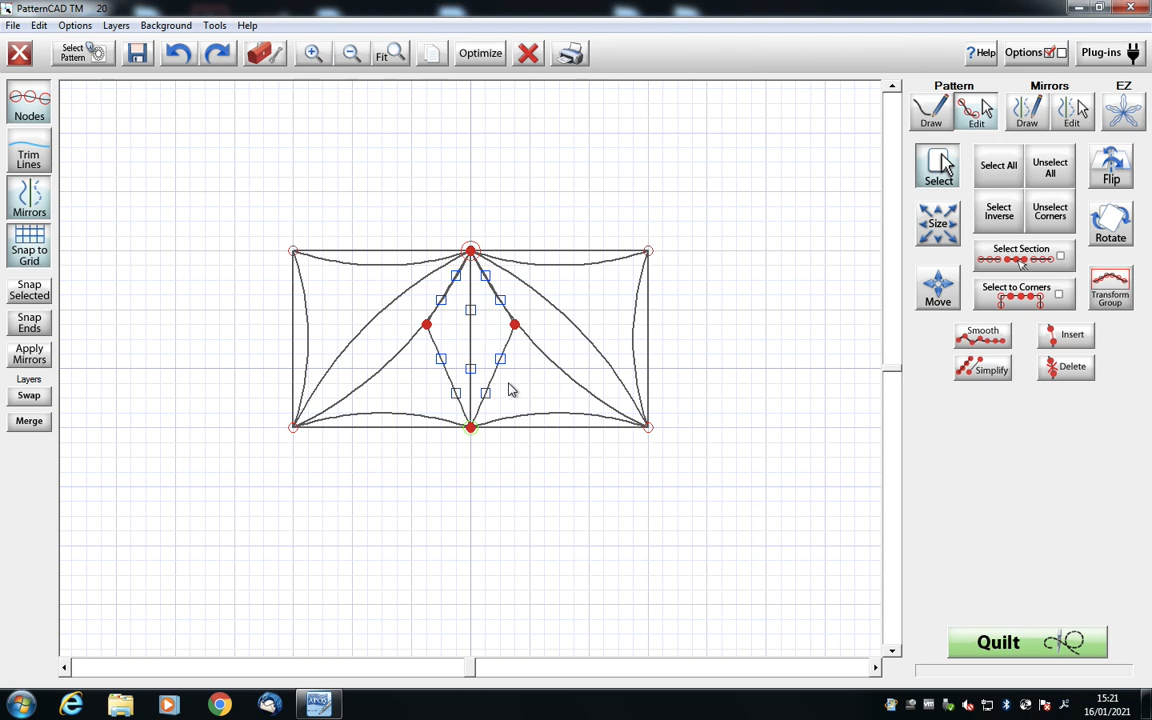 PatternCAD TM 20
File Edit Options Layers Background Tools Help
Select Pattern
Fit
Optimize
?Help
Options
Plug-ins
Nodes
Trim
Lines
Mirrors
Snap to
Grid
Snap
Selected
Snap
Ends
Apply
Mirrors
Layers
Swap
Merge
Pattern Mirrors EZ
Draw Edit Draw Edit
Select
Select All
Unselect
All
Flip
Size
Select
Inverse
Unselect
Corners
Rotate
Select Section
Move
Select to Corners
Transform
Group
Smooth
Insert
Simplify
Delete
Quilt
APQS
15:21
16/01/2021